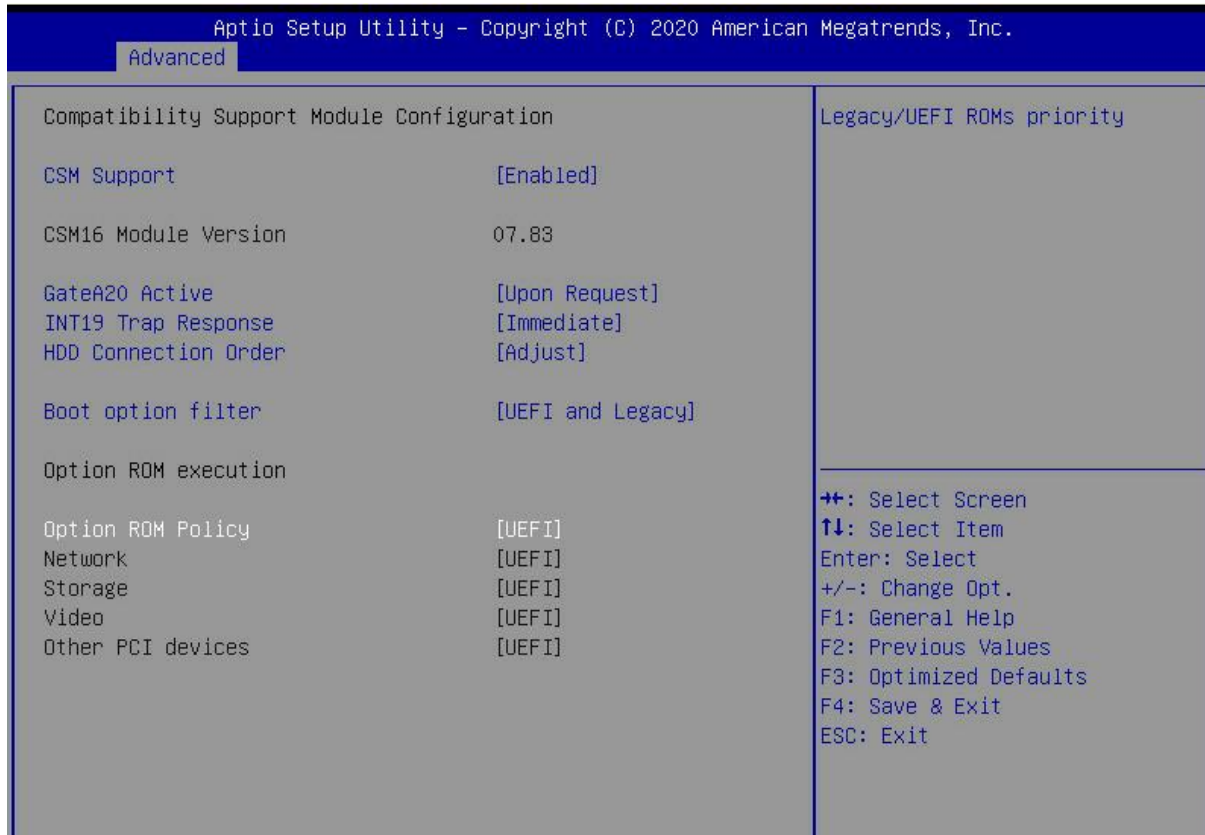 Aptio Setup Utility – Copyright (C) 2020 American Megatrends, Inc.
Advanced
Compatibility Support Module Configuration
CSM Support [Enabled]
CSM16 Module Version 07.83
GateA20 Active [Upon Request]
INT19 Trap Response [Immediate]
HDD Connection Order [Adjust]
Boot option filter [UEFI and Legacy]
Option ROM execution
Option ROM Policy [UEFI]
Network [UEFI]
Storage [UEFI]
Video [UEFI]
Other PCI devices [UEFI]
Legacy/UEFI ROMs priority
→←: Select Screen
↑↓: Select Item
Enter: Select
+/-: Change Opt.
F1: General Help
F2: Previous Values
F3: Optimized Defaults
F4: Save & Exit
ESC: Exit